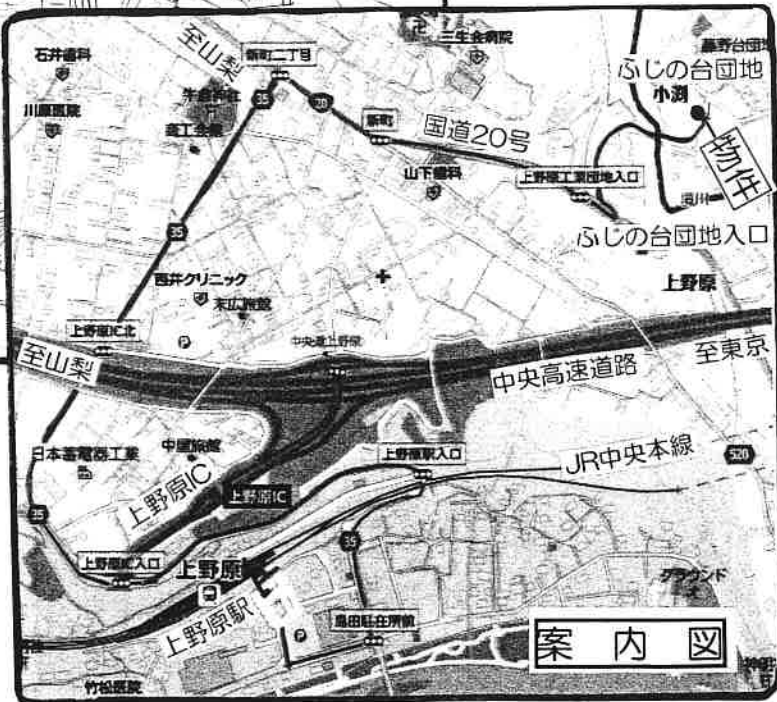 三生会病院
石井歯科
至山梨
新町二丁目
藤野台団地
ふじの台団地
小渕
川原医院
牛倉神社
35
20
商工会館
新町
国道20号
物件
山下歯科
上野原工業団地入口
35
ふじの台団地入口
西井クリニック
上野原
末広旅館
上野原IC北
P
中央道上野原
至山梨
至東京
中央高速道路
日本蓄電器工業
中屋旅館
上野原駅入口
JR中央本線
520
上野原IC
上野原IC
35
上野原IC入口
上野原
35
グラウンド
上野原駅
P
島田駐在所前
案内図
竹松医院